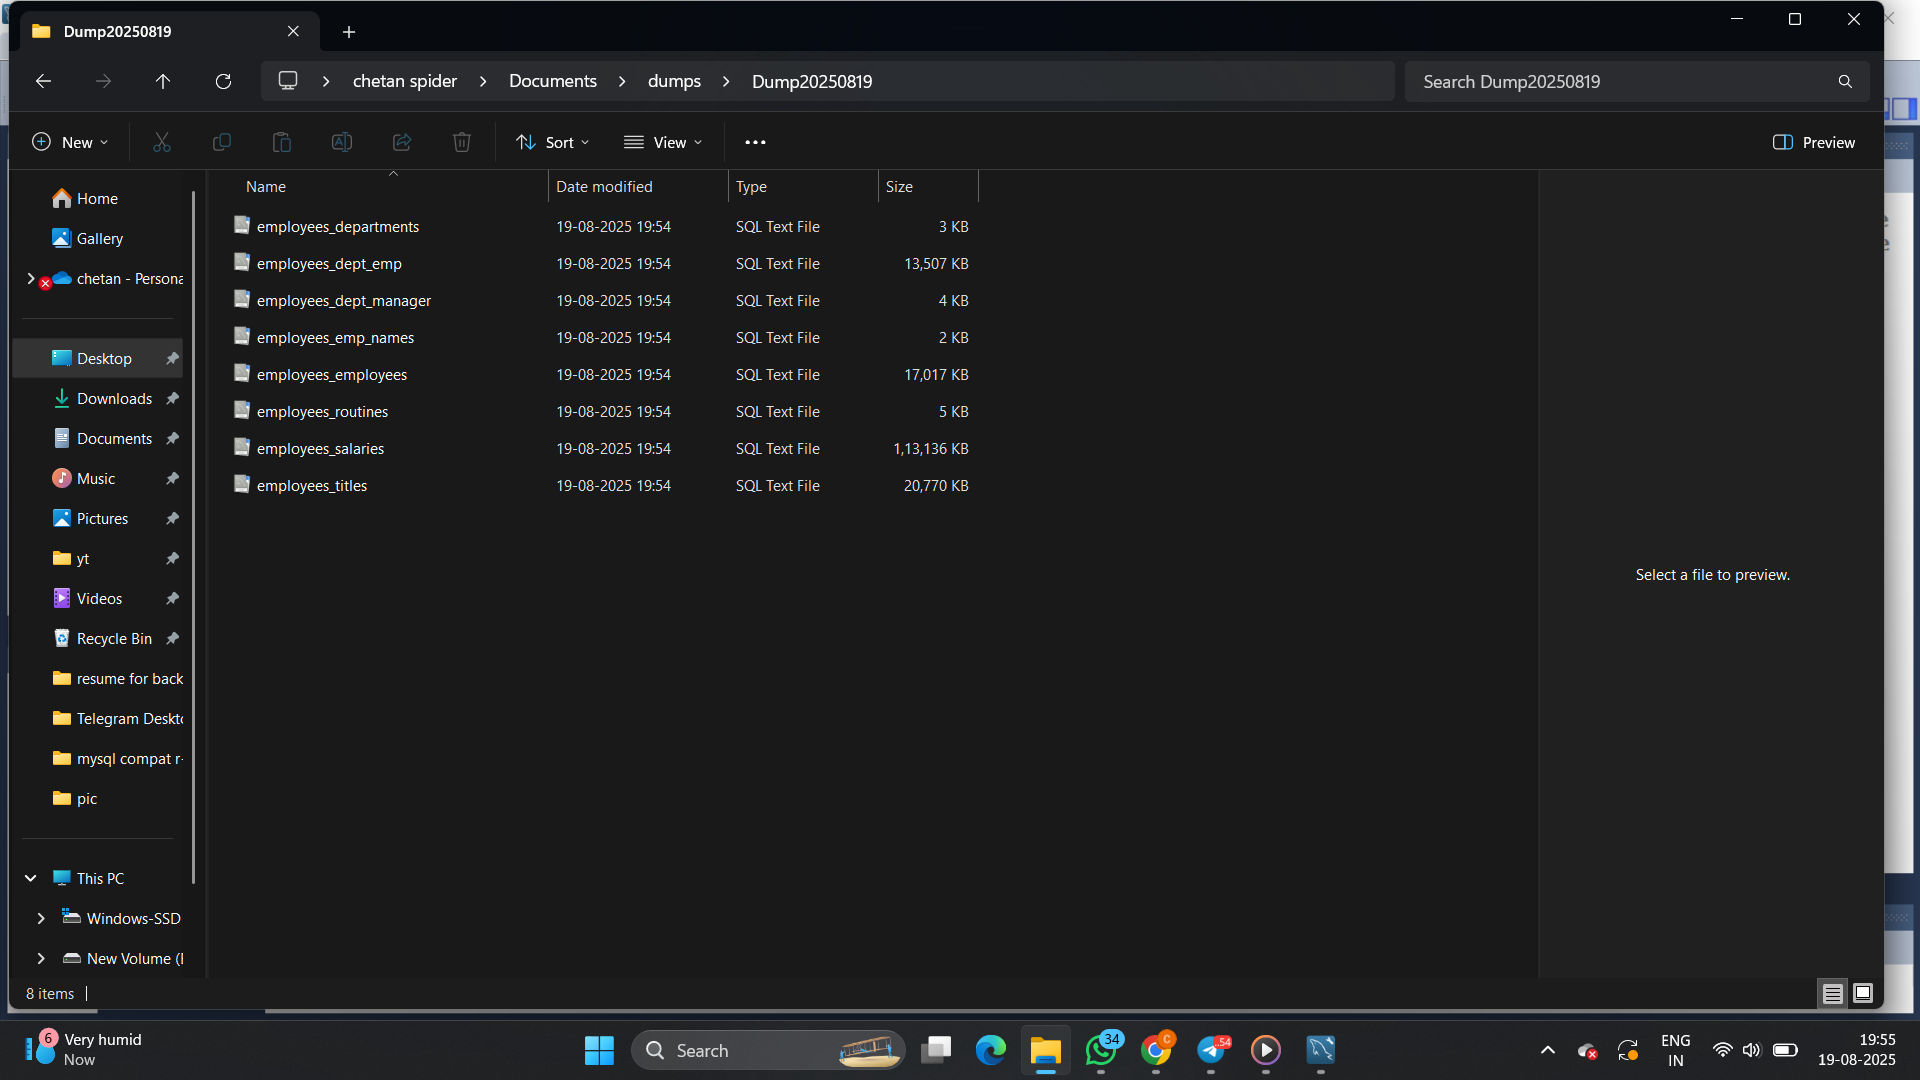 Dump20250819
chetan spider
Documents
dumps
Dump20250819
Search Dump20250819
New
Sort
View
Preview
Name Date modified Type Size
Home
Gallery
chetan - Persona
Desktop
Downloads
Documents
Music
Pictures
yt
Videos
Recycle Bin
resume for back
Telegram Deskto
mysql compat r-
pic
This PC
Windows-SSD
New Volume (
employees_departments 19-08-2025 19:54 SQL Text File 3 KB
employees_dept_emp 19-08-2025 19:54 SQL Text File 13,507 KB
employees_dept_manager 19-08-2025 19:54 SQL Text File 4 KB
employees_emp_names 19-08-2025 19:54 SQL Text File 2 KB
employees_employees 19-08-2025 19:54 SQL Text File 17,017 KB
employees_routines 19-08-2025 19:54 SQL Text File 5 KB
employees_salaries 19-08-2025 19:54 SQL Text File 1,13,136 KB
employees_titles 19-08-2025 19:54 SQL Text File 20,770 KB
Select a file to preview.
8 items
6
Very humid
Now
Search
34
C
54
ENG
IN
19:55
19-08-2025